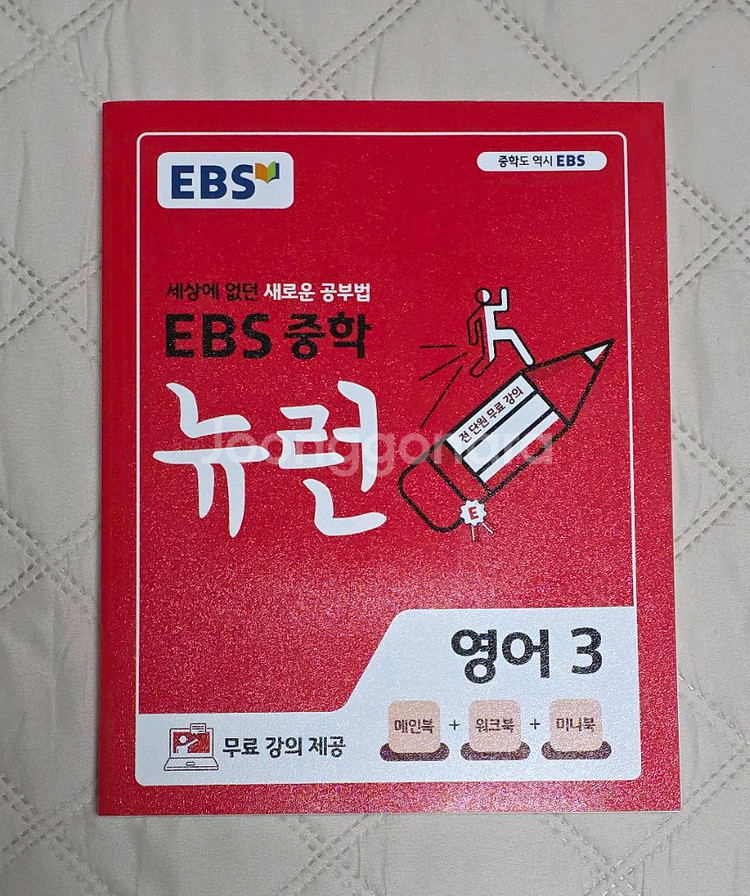 EBS
중학도 역시 EBS
세상에 없던 새로운 공부법
EBS 중학
뉴런
전 단원 무료 강의
E
Joonggonara
영어 3
메인북 + 워크북 + 미니북
무료 강의 제공